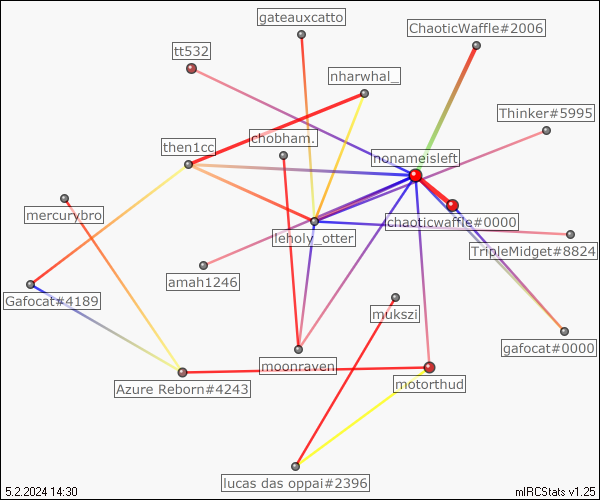 gateauxcatto
ChaoticWaffle#2006
tt532
nharwhal_
Thinker#5995
chobham.
then1cc
nonameisleft
mercurybro
chaoticwaffle#0000
leholy_otter
TripleMidget#8824
amah1246
Gafocat#4189
mukszi
gafocat#0000
moonraven
Azure Reborn#4243
motorthud
lucas das oppai#2396
5.2.2024 14:30
mIRCStats v1.25